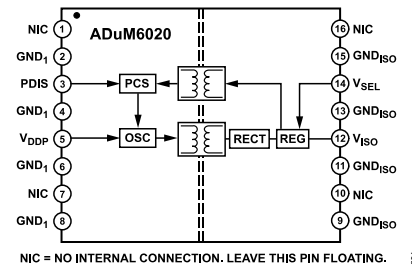 ADuM6020
NIC 1
GND1 2
PDIS 3
GND1 4
VDDP 5
GND1 6
NIC 7
GND1 8
PCS
OSC
RECT
REG
16 NIC
15 GNDISO
14 VSEL
13 GNDISO
12 VISO
11 GNDISO
10 NIC
9 GNDISO
NIC = NO INTERNAL CONNECTION. LEAVE THIS PIN FLOATING.